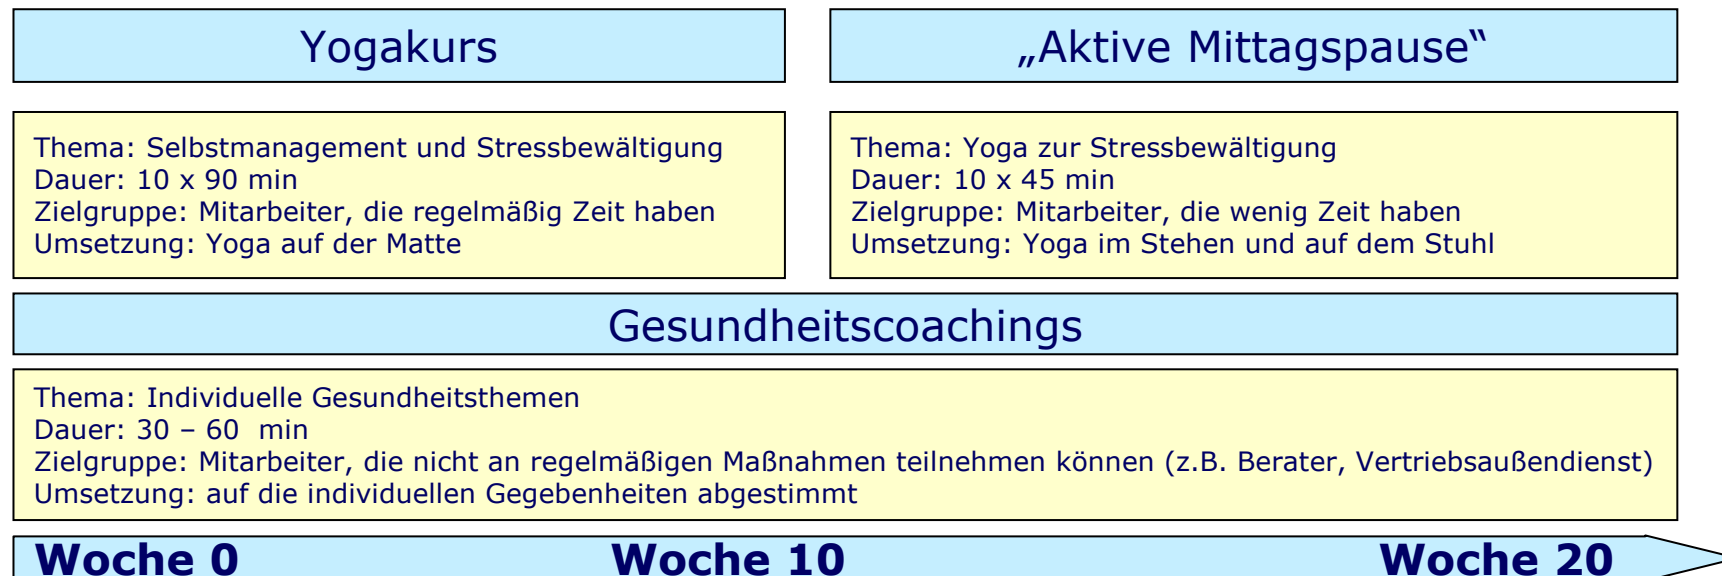 Yogakurs
„Aktive Mittagspause“
Thema: Selbstmanagement und Stressbewältigung
Dauer: 10 x 90 min
Zielgruppe: Mitarbeiter, die regelmäßig Zeit haben
Umsetzung: Yoga auf der Matte
Thema: Yoga zur Stressbewältigung
Dauer: 10 x 45 min
Zielgruppe: Mitarbeiter, die wenig Zeit haben
Umsetzung: Yoga im Stehen und auf dem Stuhl
Gesundheitscoachings
Thema: Individuelle Gesundheitsthemen
Dauer: 30 – 60  min
Zielgruppe: Mitarbeiter, die nicht an regelmäßigen Maßnahmen teilnehmen können (z.B. Berater, Vertriebsaußendienst)
Umsetzung: auf die individuellen Gegebenheiten abgestimmt
Woche 0 Woche 10 Woche 20